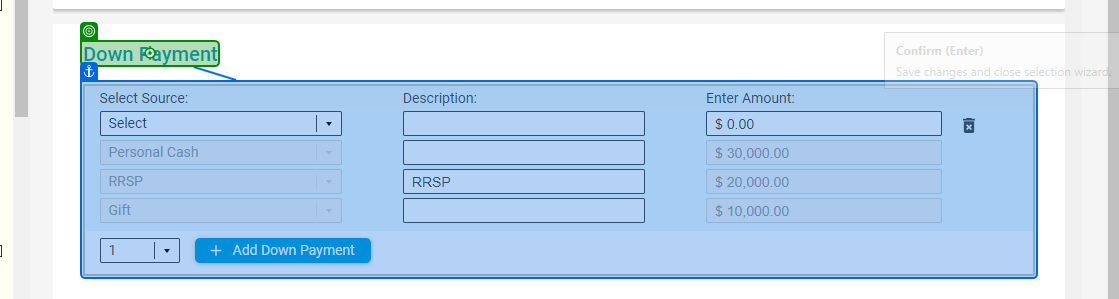 Down Payment
Confirm (Enter)
Save changes and close selection wizard.
Select Source: Description: Enter Amount:
Select $ 0.00
Personal Cash $ 30,000.00
RRSP RRSP $ 20,000.00
Gift $ 10,000.00
1 + Add Down Payment